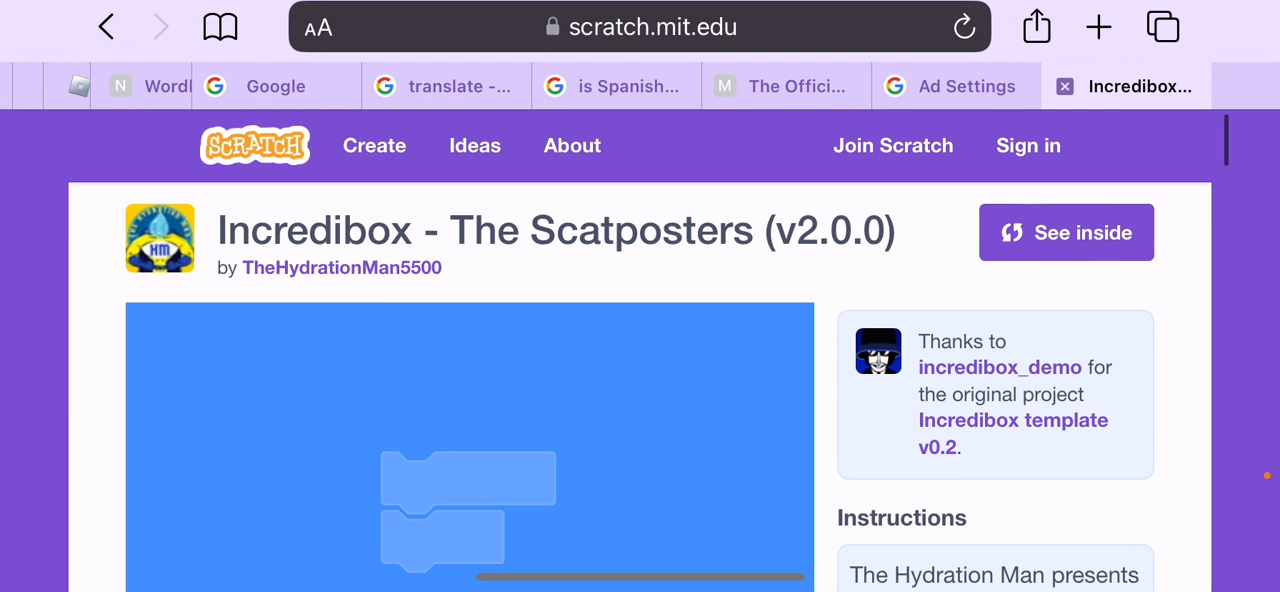 AA scratch.mit.edu
N Wordl Google translate -... is Spanish... M The Offici... Ad Settings Incredibox...
SCRATCH Create Ideas About Join Scratch Sign in
HM
Incredibox - The Scatposters (v2.0.0)
by TheHydrationMan5500
See inside
Thanks to
incredibox_demo for
the original project
Incredibox template
v0.2.
Instructions
The Hydration Man presents